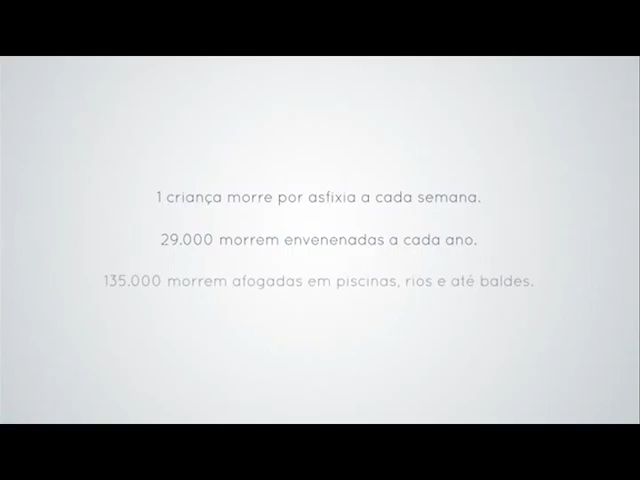 1 criança morre por asfixia a cada semana.
29.000 morrem envenenadas a cada ano.
135.000 morrem afogadas em piscinas, rios e até baldes.